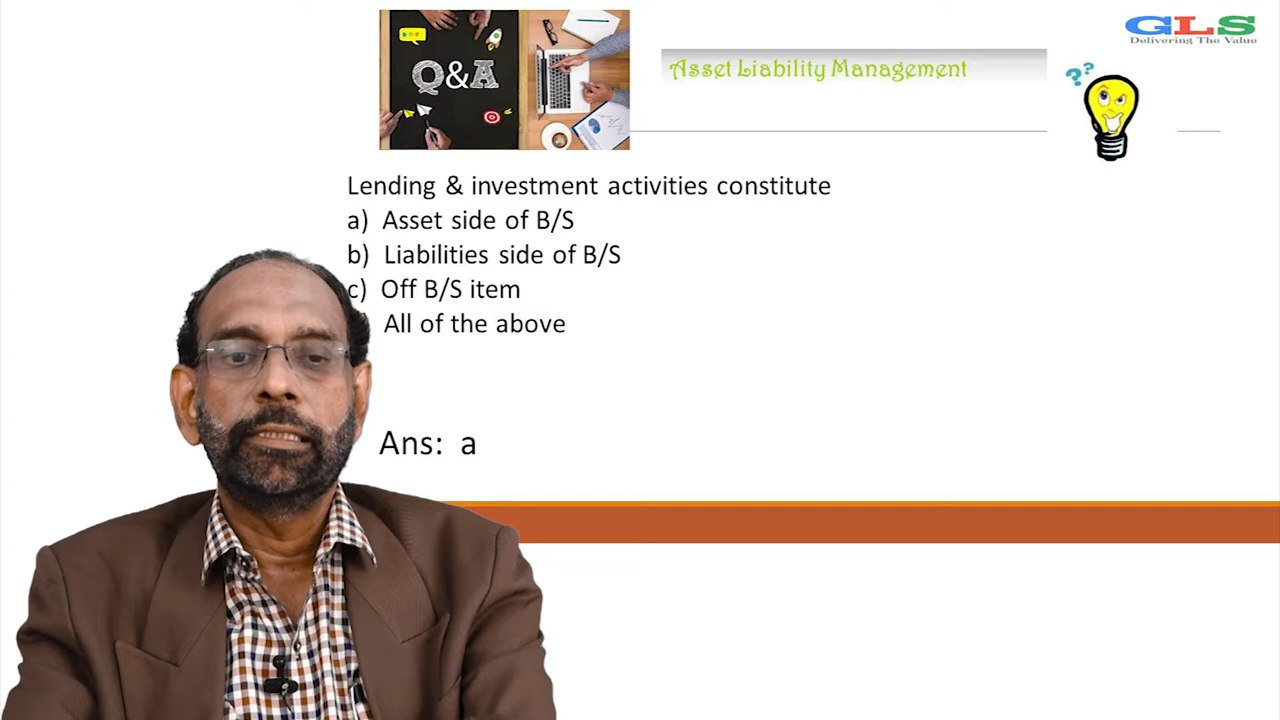 Q&A
GLS
Delivering The Value
Asset Liability Management
Lending & investment activities constitute
a) Asset side of B/S
b) Liabilities side of B/S
c) Off B/S item
All of the above
Ans: a